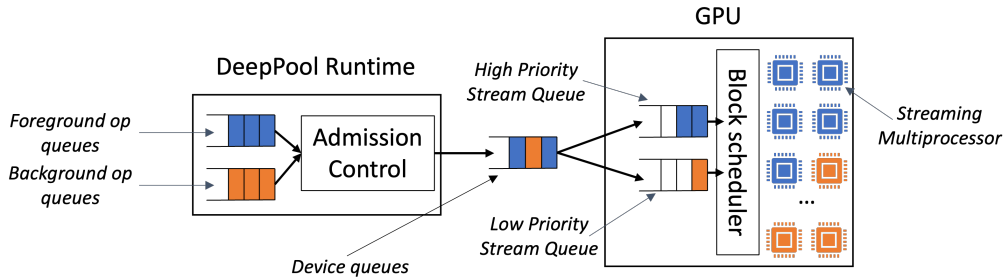 GPU
DeepPool Runtime
High Priority
Stream Queue
Foreground op
queues
Background op
queues
Admission
Control
Block scheduler
Streaming
Multiprocessor
...
Low Priority
Stream Queue
Device queues